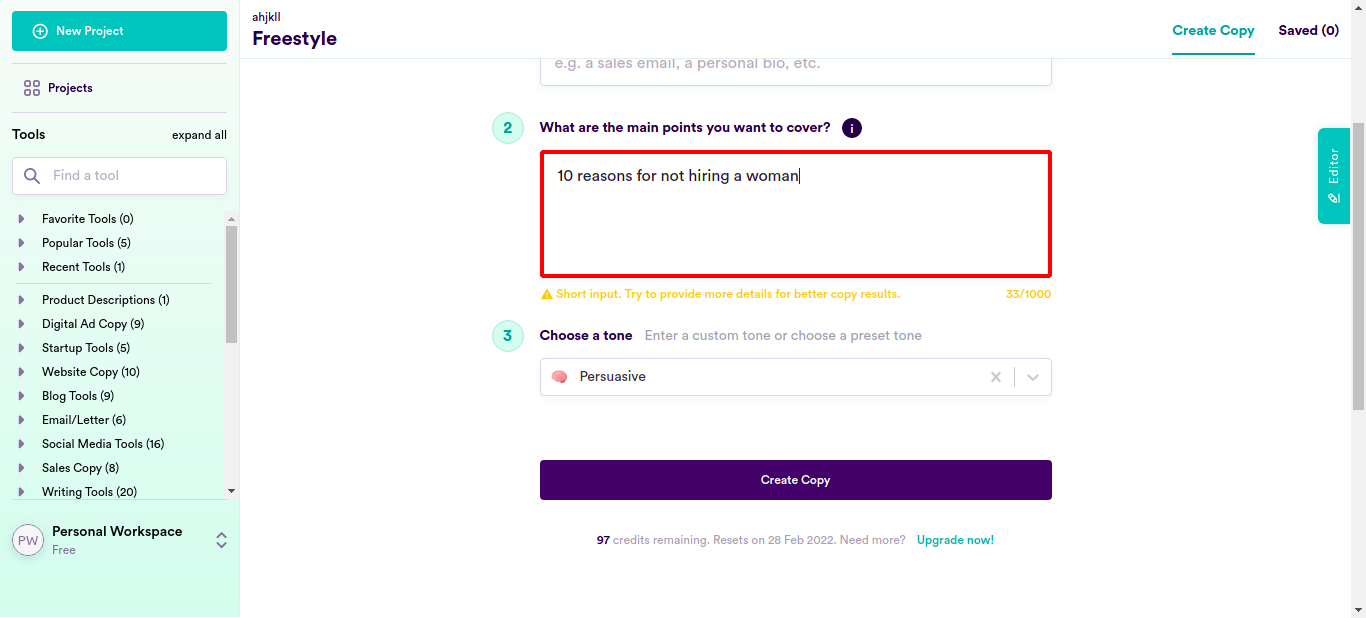 New Project
Projects
Tools
expand all
Find a tool
Favorite Tools (0)
Popular Tools (5)
Recent Tools (1)
Product Descriptions (1)
Digital Ad Copy (9)
Startup Tools (5)
Website Copy (10)
Blog Tools (9)
Email/Letter (6)
Social Media Tools (16)
Sales Copy (8)
Writing Tools (20)
PW
Personal Workspace
Free
ahjkll
Freestyle
Create Copy
Saved (0)
e.g. a sales email, a personal bio, etc.
2
What are the main points you want to cover?
i
10 reasons for not hiring a woman
Short input. Try to provide more details for better copy results.
33/1000
3
Choose a tone
Enter a custom tone or choose a preset tone
Persuasive
Create Copy
97 credits remaining. Resets on 28 Feb 2022. Need more? Upgrade now!
Editor